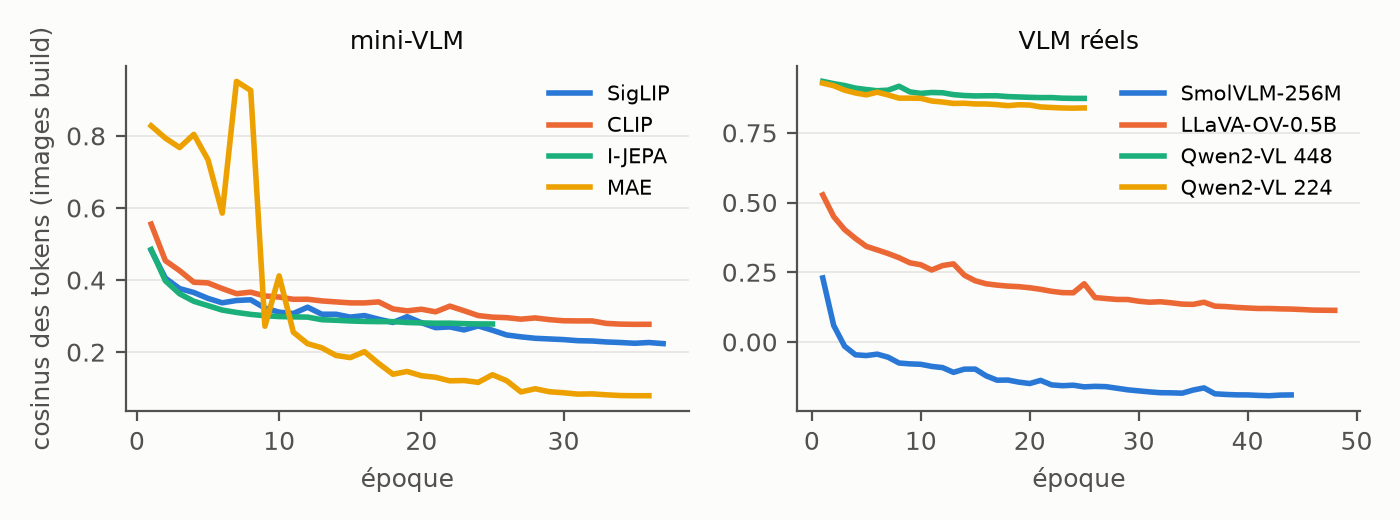 mini-VLM
cosinus des tokens (images build)
0.8
0.6
0.4
0.2
0
10
20
30
époque
SigLIP
CLIP
I-JEPA
MAE
VLM réels
0.75
0.50
0.25
0.00
0
10
20
30
40
50
époque
SmolVLM-256M
LLaVA-OV-0.5B
Qwen2-VL 448
Qwen2-VL 224